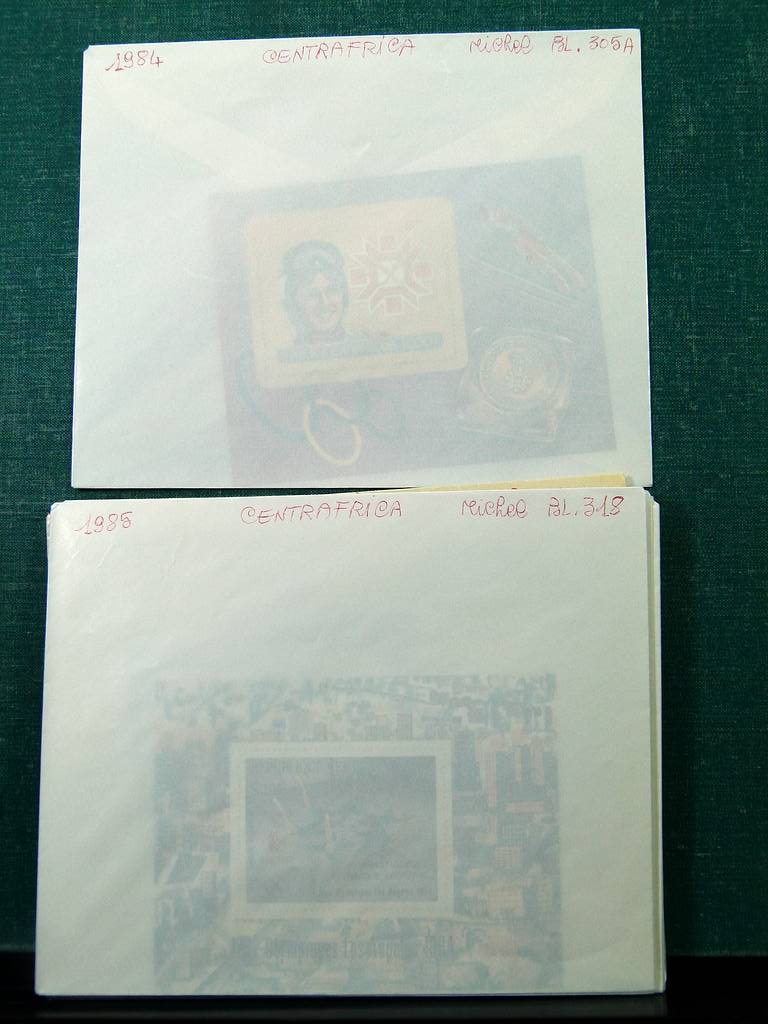 1984 CENTRAFRICA Michel BL. 305A
1985 CENTRAFRICA Michel BL. 318